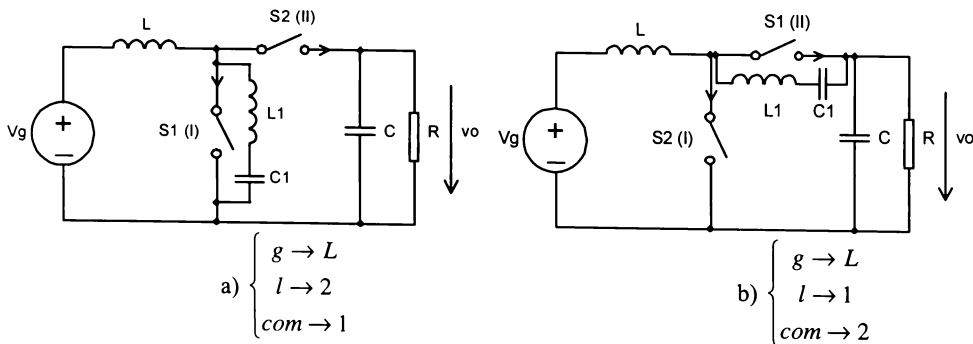 L
S2 (II)
Vg
S1 (I)
L1
C1
C
R
vo
a) { g → L
l → 2
com → 1
L
S1 (II)
L1
C1
Vg
S2 (I)
C
R
vo
b) { g → L
l → 1
com → 2